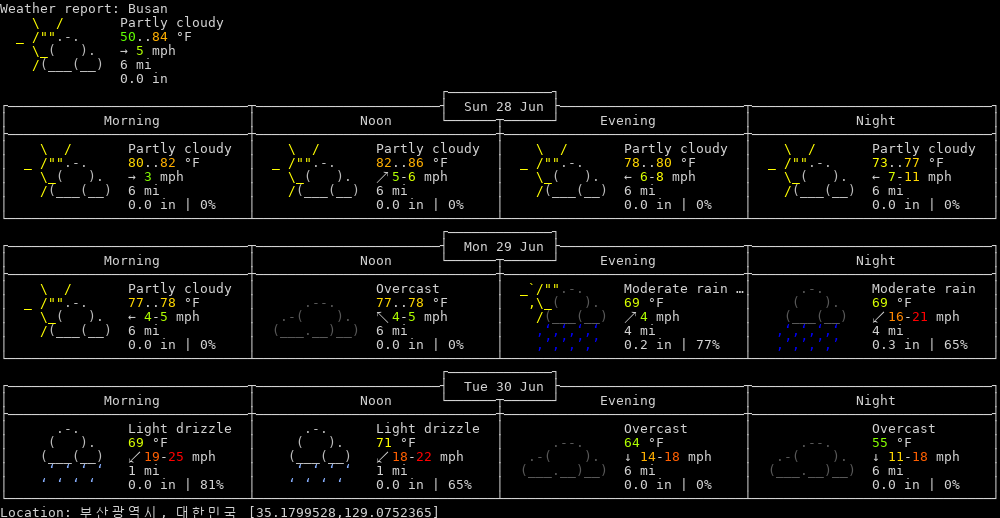 Weather report: Busan
Partly cloudy
50..84 °F
→ 5 mph
6 mi
0.0 in
Sun 28 Jun
Morning Noon Evening Night
Partly cloudy Partly cloudy Partly cloudy Partly cloudy
80..82 °F 82..86 °F 78..80 °F 73..77 °F
→ 3 mph ↗ 5-6 mph ← 6-8 mph ← 7-11 mph
6 mi 6 mi 6 mi 6 mi
0.0 in | 0% 0.0 in | 0% 0.0 in | 0% 0.0 in | 0%
Mon 29 Jun
Morning Noon Evening Night
Partly cloudy Overcast Moderate rain … Moderate rain
77..78 °F 77..78 °F 69 °F 69 °F
← 4-5 mph ↖ 4-5 mph ↗ 4 mph ↙ 16-21 mph
6 mi 6 mi 4 mi 4 mi
0.0 in | 0% 0.0 in | 0% 0.2 in | 77% 0.3 in | 65%
Tue 30 Jun
Morning Noon Evening Night
Light drizzle Light drizzle Overcast Overcast
69 °F 71 °F 64 °F 55 °F
↙ 19-25 mph ↙ 18-22 mph ↓ 14-18 mph ↓ 11-18 mph
1 mi 1 mi 6 mi 6 mi
0.0 in | 81% 0.0 in | 65% 0.0 in | 0% 0.0 in | 0%
Location: 부산광역시, 대한민국 [35.1799528,129.0752365]